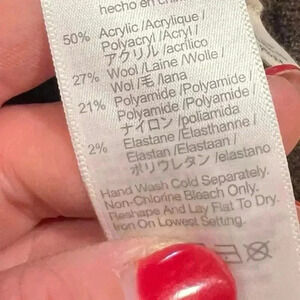 hecho en
50% Acrylic /Acrylique /
Polyacryl /Acryl /
アクリル /acrílico
27% Wool /Laine /Wolle /
Wol /毛 /lana
21% Polyamide /Polyamide /
Polyamide /Polyamide /
ナイロン /poliamida
2% Elastane /Elasthanne /
Elastan /Elastaan /
ポリウレタン /elastano
Hand Wash Cold Separately.
Non-Chlorine Bleach Only.
Reshape And Lay Flat To Dry.
Iron On Lowest Setting.